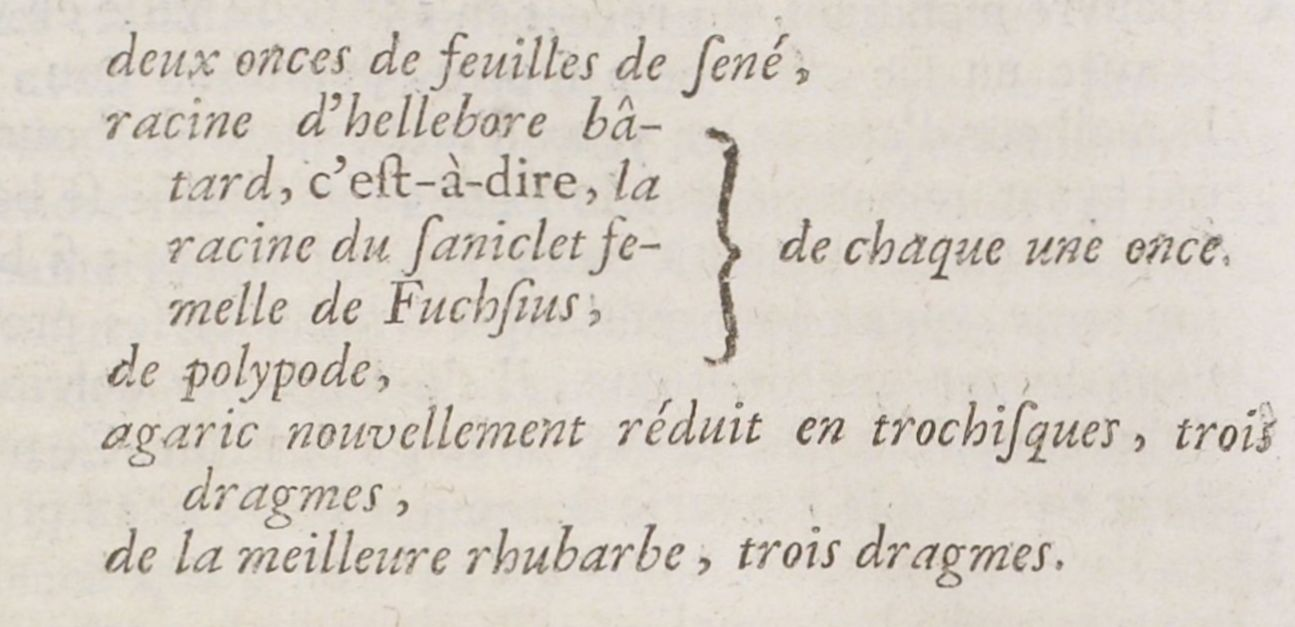 deux onces de feuilles de ſené,
racine d'hellebore bâ-
tard, c'eſt-à-dire, la
racine du ſaniclet fe-
melle de Fuchſius,
de chaque une once.
de polypode,
agaric nouvellement réduit en trochiſques, trois
dragmes,
de la meilleure rhubarbe, trois dragmes.